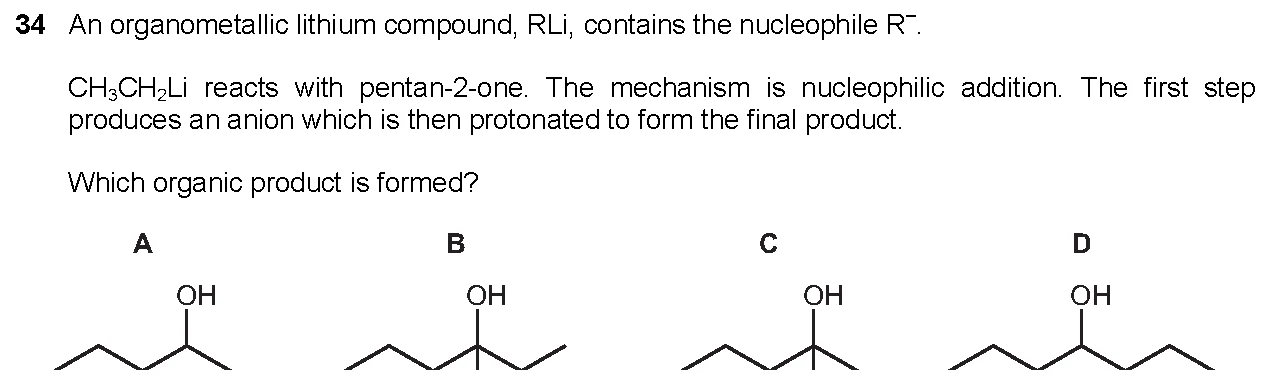 34 An organometallic lithium compound, RLi, contains the nucleophile R⁻.
CH₃CH₂Li reacts with pentan-2-one. The mechanism is nucleophilic addition. The first step
produces an anion which is then protonated to form the final product.
Which organic product is formed?
A B C D
OH OH OH OH